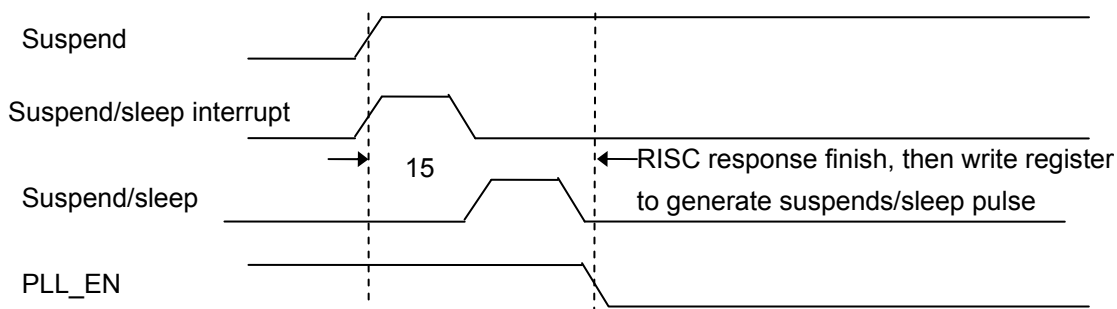 Suspend
Suspend/sleep interrupt
15
RISC response finish, then write register
to generate suspends/sleep pulse
Suspend/sleep
PLL_EN